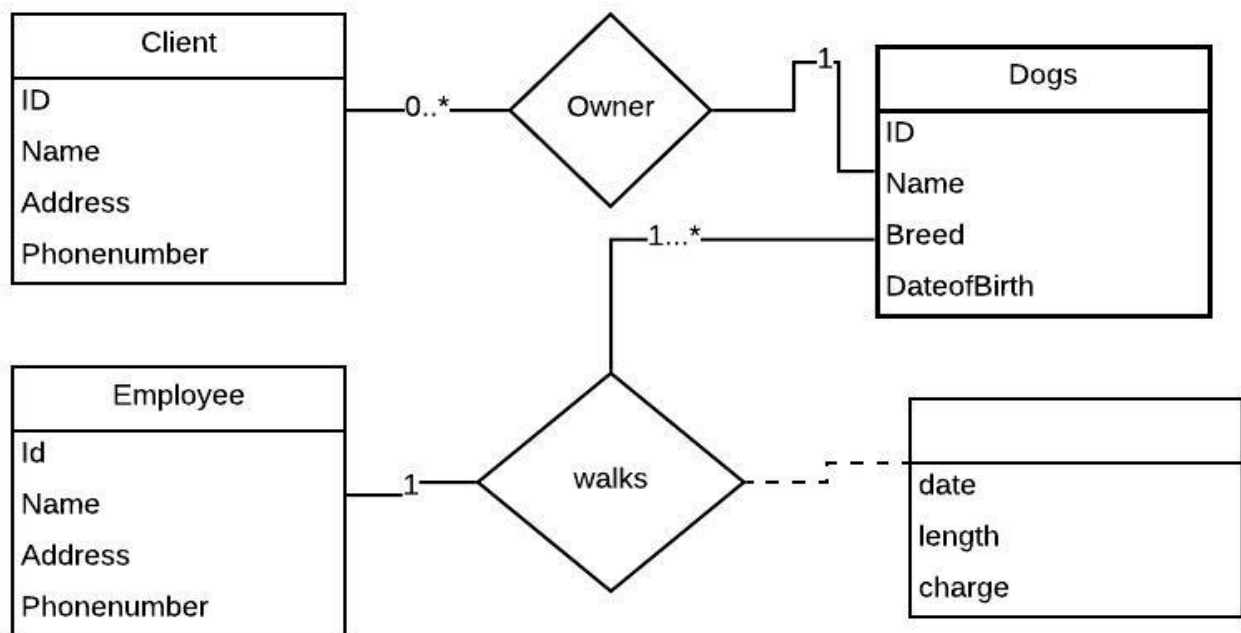 Client
ID
Name
Address
Phonenumber
0..*
Owner
1
Dogs
ID
Name
Breed
DateofBirth
1...*
Employee
Id
Name
Address
Phonenumber
1
walks
date
length
charge